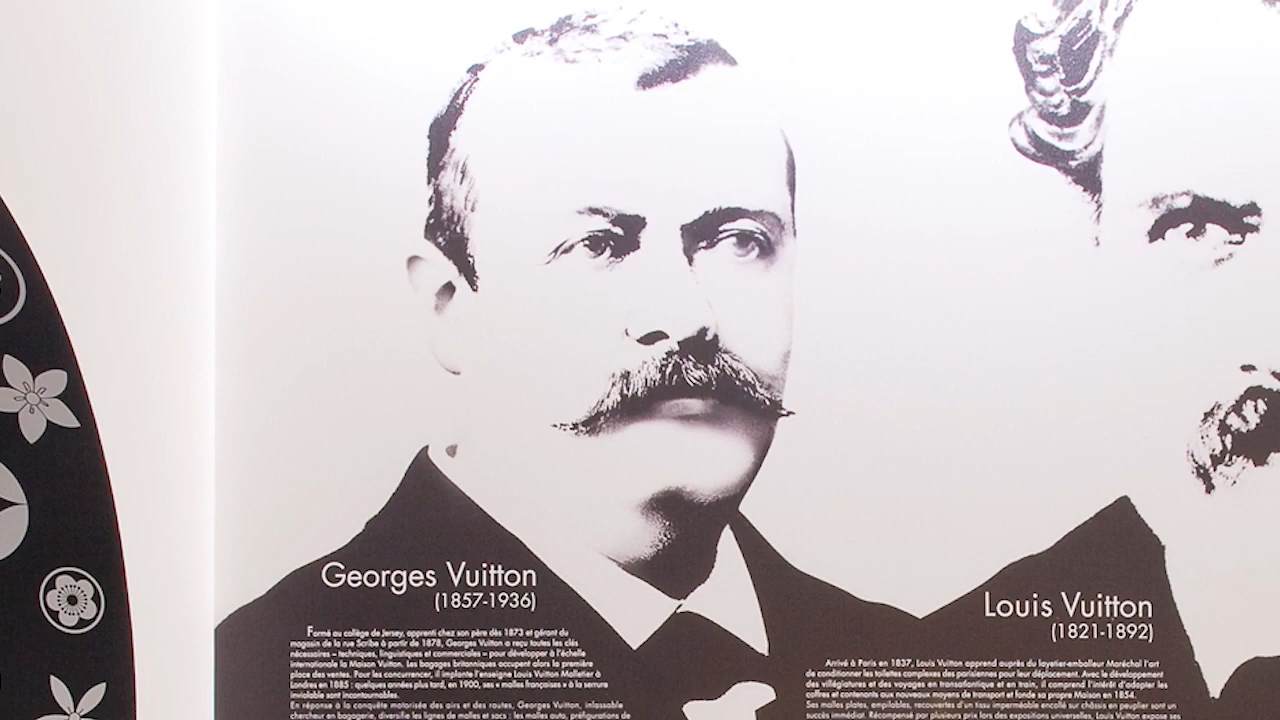 Georges Vuitton
(1857-1936)
Formé au collège de Jersey, apprenti chez son père dès 1873 et gérant du
magasin de la rue Scribe à partir de 1878, Georges Vuitton a reçu toutes les clés
nécessaires – techniques, linguistiques et commerciales – pour développer à l'échelle
internationale la Maison Vuitton. Les bagages britanniques occupent alors la première
place des ventes. Pour les concurrencer, il implante l'enseigne Louis Vuitton Malletier à
Londres en 1885 : quelques années plus tard, en 1900, ses « malles françaises » à la serrure
inviolable sont incontournables.
En réponse à la conquête motorisée des airs et des routes, Georges Vuitton, inlassable
chercheur en bagagerie, diversifie les lignes de malles et sacs : les malles auto, préfigurations de
Louis Vuitton
(1821-1892)
Arrivé à Paris en 1837, Louis Vuitton apprend auprès du layetier-emballeur Maréchal l'art
de conditionner les toilettes complexes des parisiennes pour leur déplacement. Avec le développement
des villégiatures et des voyages en transatlantique et en train, il comprend l'intérêt d'adapter les
coffres et contenants aux nouveaux moyens de transport et fonde sa propre Maison en 1854.
Ses malles plates, empilables, recouvertes d'un tissu imperméable encollé sur châssis en peuplier sont un
succès immédiat. Récompensé par plusieurs prix lors des expositions universelles, Louis Vuitton expose ses